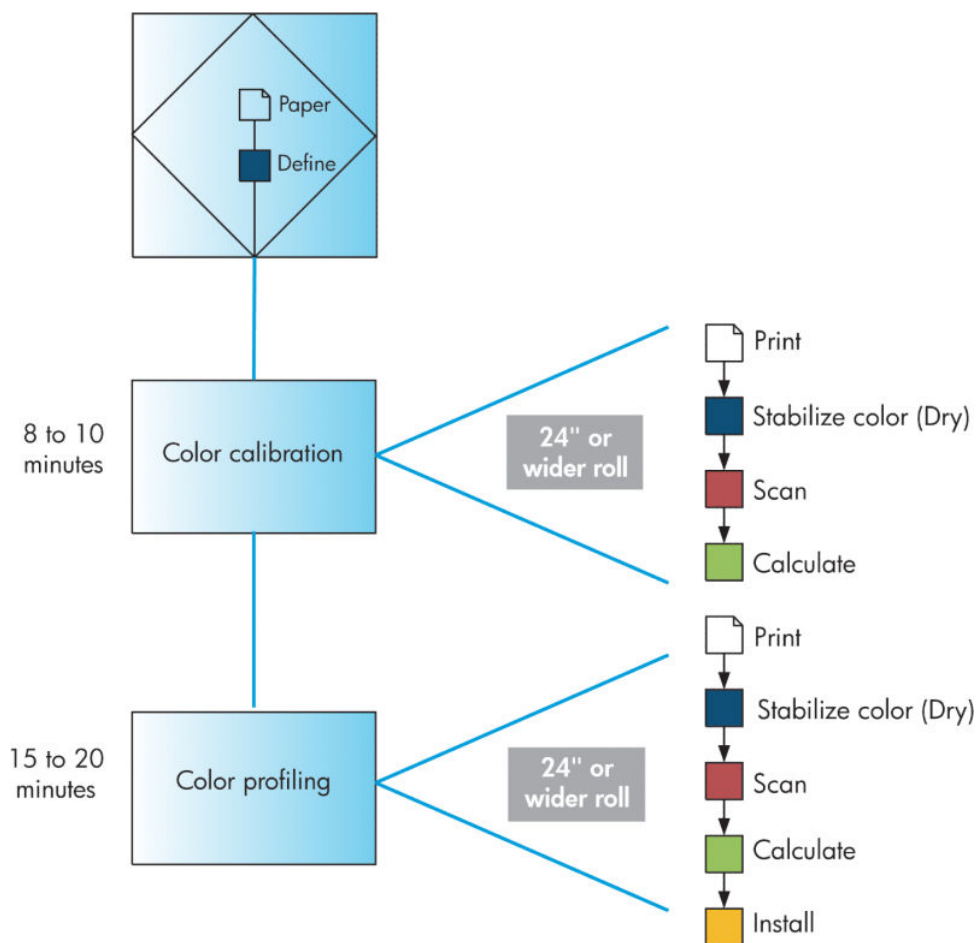 Paper
Define
8 to 10
minutes
Color calibration
24" or
wider roll
Print
Stabilize color (Dry)
Scan
Calculate
15 to 20
minutes
Color profiling
24" or
wider roll
Print
Stabilize color (Dry)
Scan
Calculate
Install